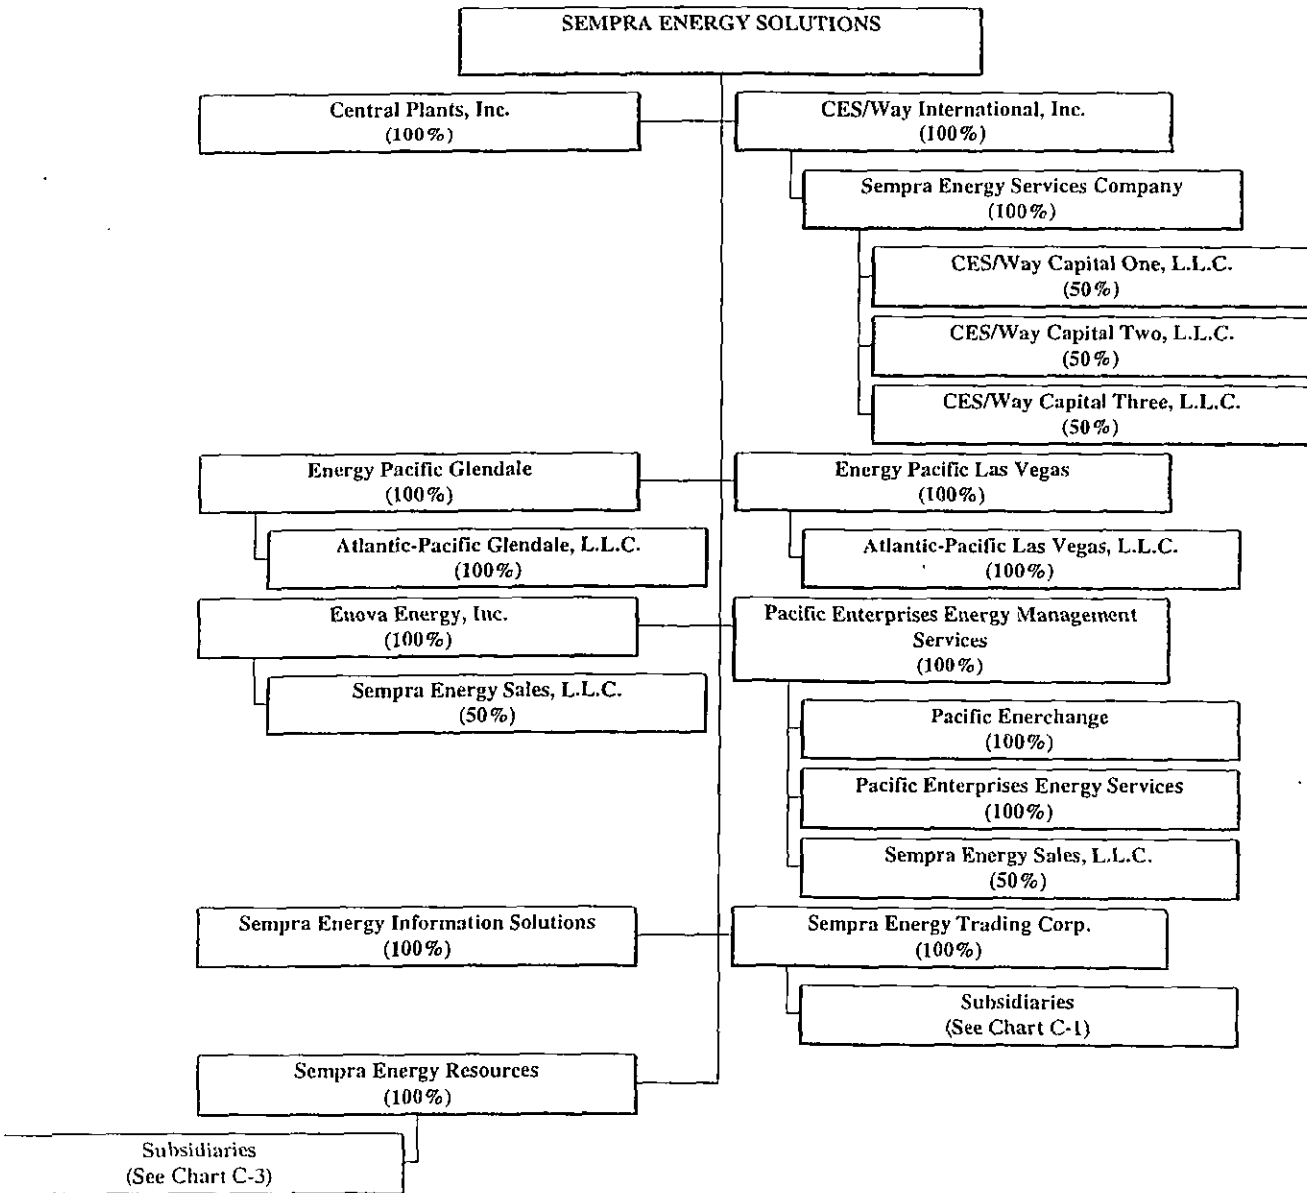 SEMPRA ENERGY SOLUTIONS
Central Plants, Inc.
(100%)
CES/Way International, Inc.
(100%)
Sempra Energy Services Company
(100%)
CES/Way Capital One, L.L.C.
(50%)
CES/Way Capital Two, L.L.C.
(50%)
CES/Way Capital Three, L.L.C.
(50%)
Energy Pacific Glendale
(100%)
Energy Pacific Las Vegas
(100%)
Atlantic-Pacific Glendale, L.L.C.
(100%)
Atlantic-Pacific Las Vegas, L.L.C.
(100%)
Enova Energy, Inc.
(100%)
Pacific Enterprises Energy Management
Services
(100%)
Sempra Energy Sales, L.L.C.
(50%)
Pacific Enerchange
(100%)
Pacific Enterprises Energy Services
(100%)
Sempra Energy Sales, L.L.C.
(50%)
Sempra Energy Information Solutions
(100%)
Sempra Energy Trading Corp.
(100%)
Subsidiaries
(See Chart C-1)
Sempra Energy Resources
(100%)
Subsidiaries
(See Chart C-3)